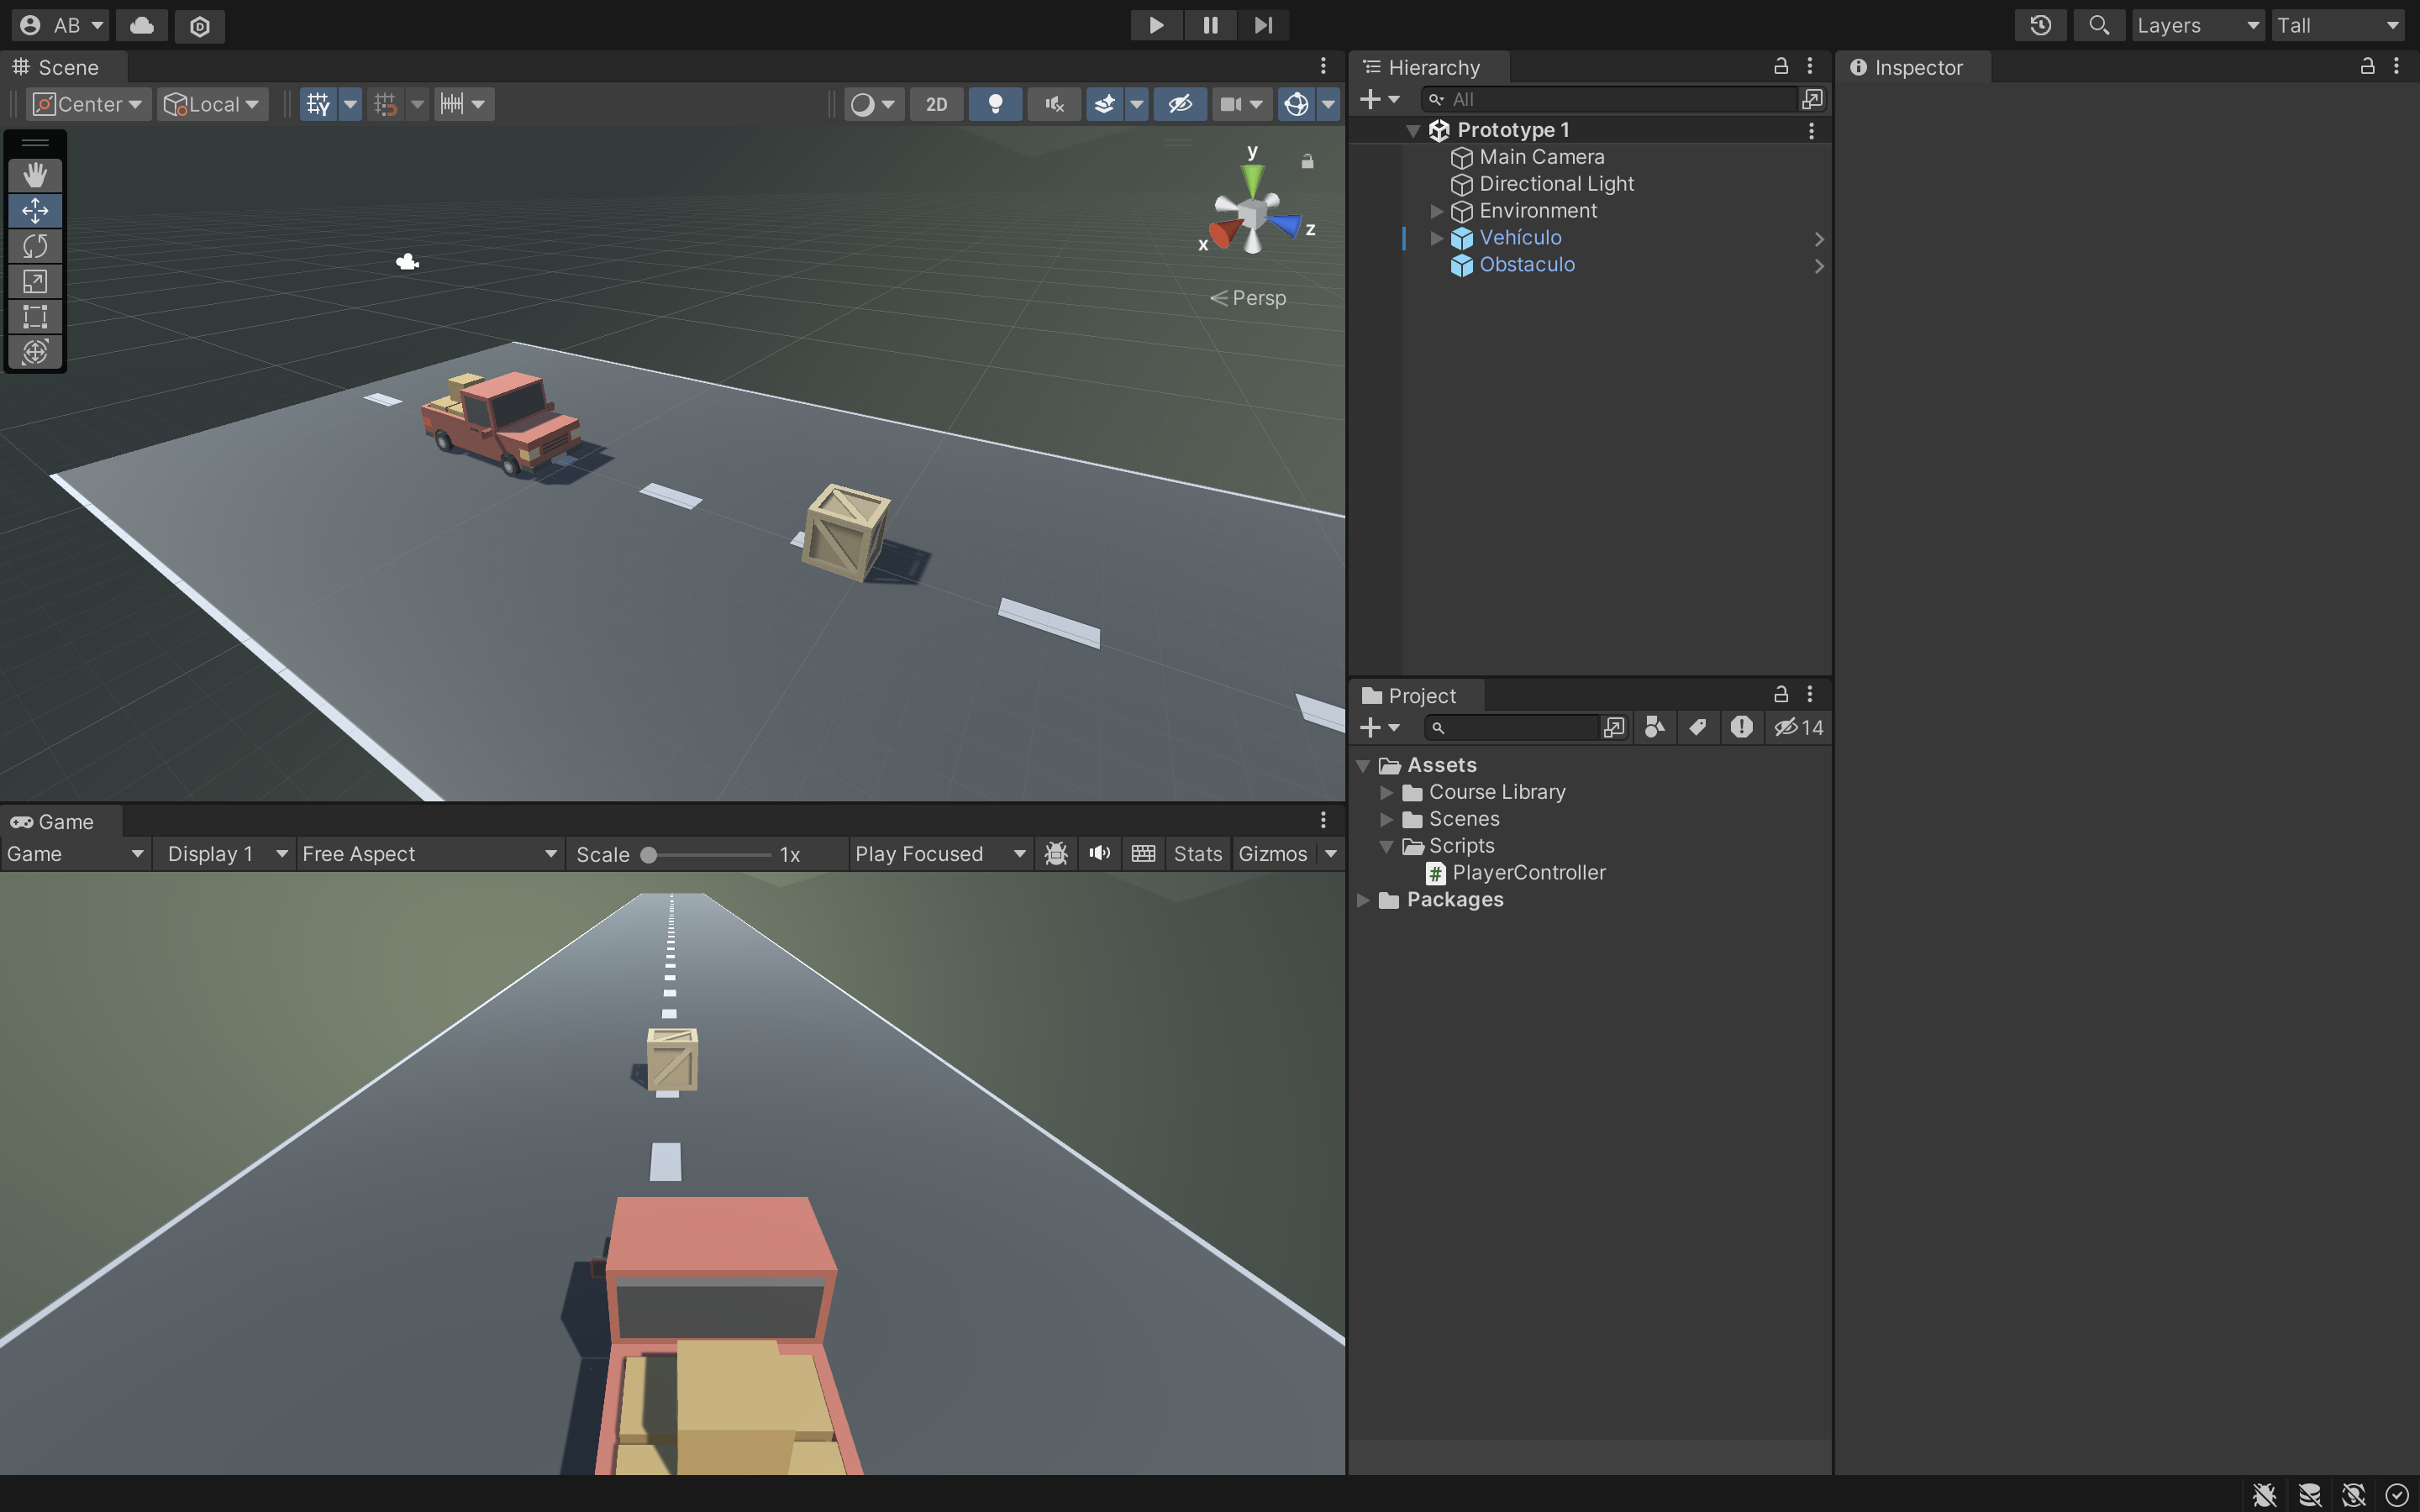 AB
Layers
Tall
Scene
Center
Local
2D
y
x
z
Persp
Game
Game
Display 1
Free Aspect
Scale
1x
Play Focused
Stats
Gizmos
Hierarchy
All
Prototype 1
Main Camera
Directional Light
Environment
Vehículo
Obstaculo
Project
14
Assets
Course Library
Scenes
Scripts
PlayerController
Packages
Inspector